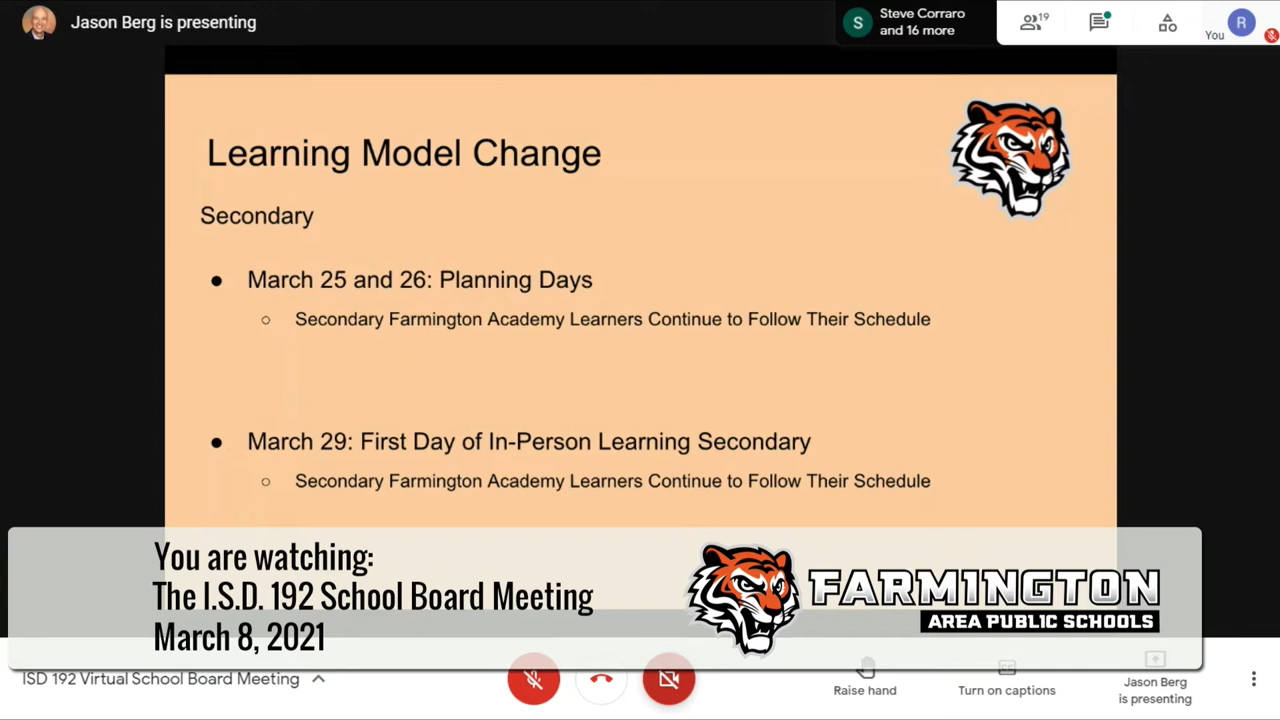 Jason Berg is presenting
S
Steve Corraro
and 16 more
19
You
R
Learning Model Change
Secondary
● March 25 and 26: Planning Days
○ Secondary Farmington Academy Learners Continue to Follow Their Schedule
● March 29: First Day of In-Person Learning Secondary
○ Secondary Farmington Academy Learners Continue to Follow Their Schedule
You are watching:
The I.S.D. 192 School Board Meeting
March 8, 2021
FARMINGTON
AREA PUBLIC SCHOOLS
ISD 192 Virtual School Board Meeting
Raise hand
Turn on captions
Jason Berg
is presenting